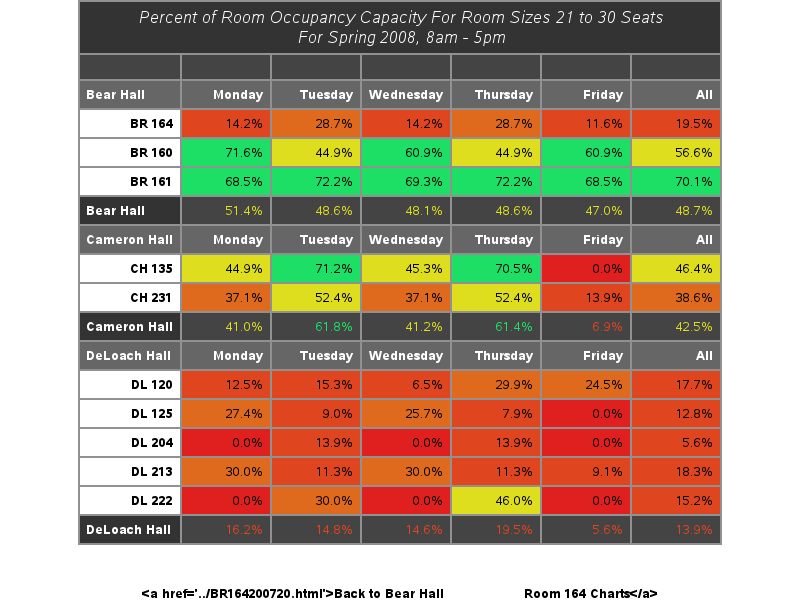 Percent of Room Occupancy Capacity For Room Sizes 21 to 30 Seats
For Spring 2008, 8am - 5pm
Bear Hall Monday Tuesday Wednesday Thursday Friday All
BR 164 14.2% 28.7% 14.2% 28.7% 11.6% 19.5%
BR 160 71.6% 44.9% 60.9% 44.9% 60.9% 56.6%
BR 161 68.5% 72.2% 69.3% 72.2% 68.5% 70.1%
Bear Hall 51.4% 48.6% 48.1% 48.6% 47.0% 48.7%
Cameron Hall Monday Tuesday Wednesday Thursday Friday All
CH 135 44.9% 71.2% 45.3% 70.5% 0.0% 46.4%
CH 231 37.1% 52.4% 37.1% 52.4% 13.9% 38.6%
Cameron Hall 41.0% 61.8% 41.2% 61.4% 6.9% 42.5%
DeLoach Hall Monday Tuesday Wednesday Thursday Friday All
DL 120 12.5% 15.3% 6.5% 29.9% 24.5% 17.7%
DL 125 27.4% 9.0% 25.7% 7.9% 0.0% 12.8%
DL 204 0.0% 13.9% 0.0% 13.9% 0.0% 5.6%
DL 213 30.0% 11.3% 30.0% 11.3% 9.1% 18.3%
DL 222 0.0% 30.0% 0.0% 46.0% 0.0% 15.2%
DeLoach Hall 16.2% 14.8% 14.6% 19.5% 5.6% 13.9%
<a href='../BR164200720.html'>Back to Bear Hall Room 164 Charts</a>